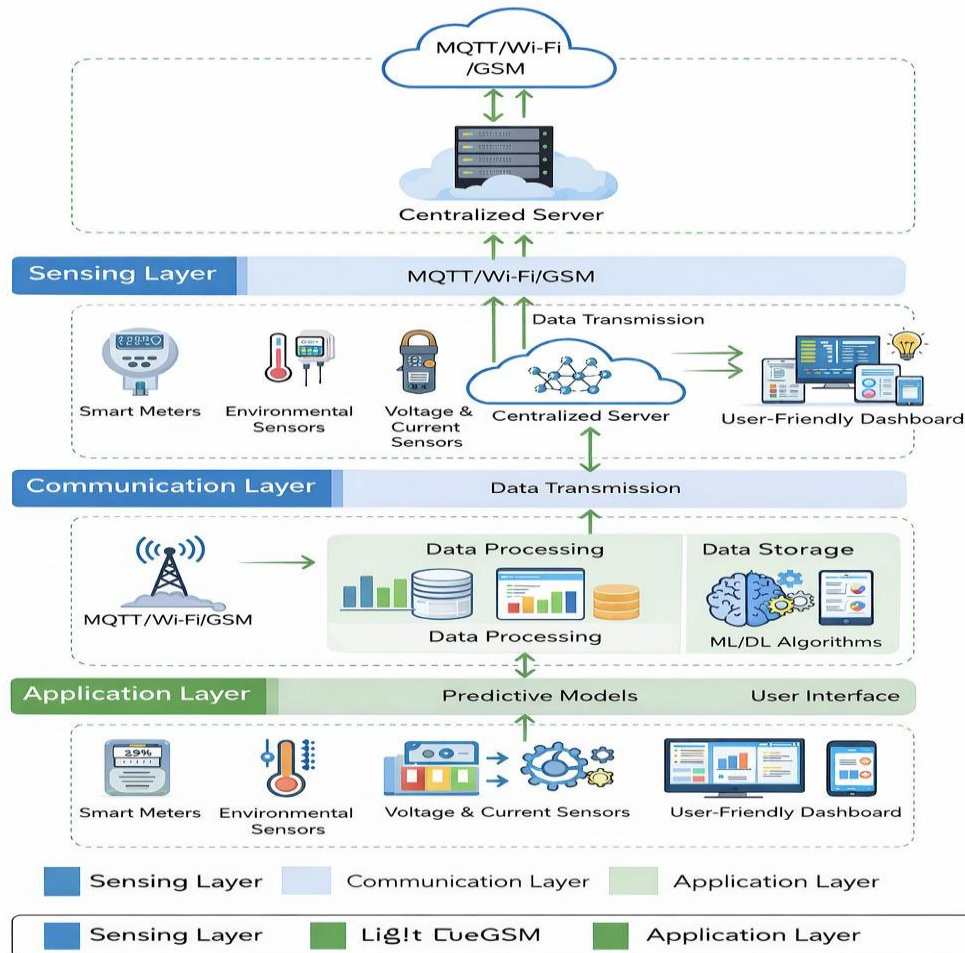 MQTT/Wi-Fi
/GSM
Centralized Server
Sensing Layer
MQTT/Wi-Fi/GSM
Data Transmission
Smart Meters
Environmental
Sensors
Voltage &
Current
Sensors
Centralized Server
User-Friendly Dashboard
Communication Layer
Data Transmission
MQTT/Wi-Fi/GSM
Data Processing
Data Processing
Data Storage
ML/DL Algorithms
Application Layer
Predictive Models
User Interface
39%
Smart Meters
Environmental
Sensors
Voltage & Current Sensors
User-Friendly Dashboard
Sensing Layer
Communication Layer
Application Layer
Sensing Layer
Application Layer